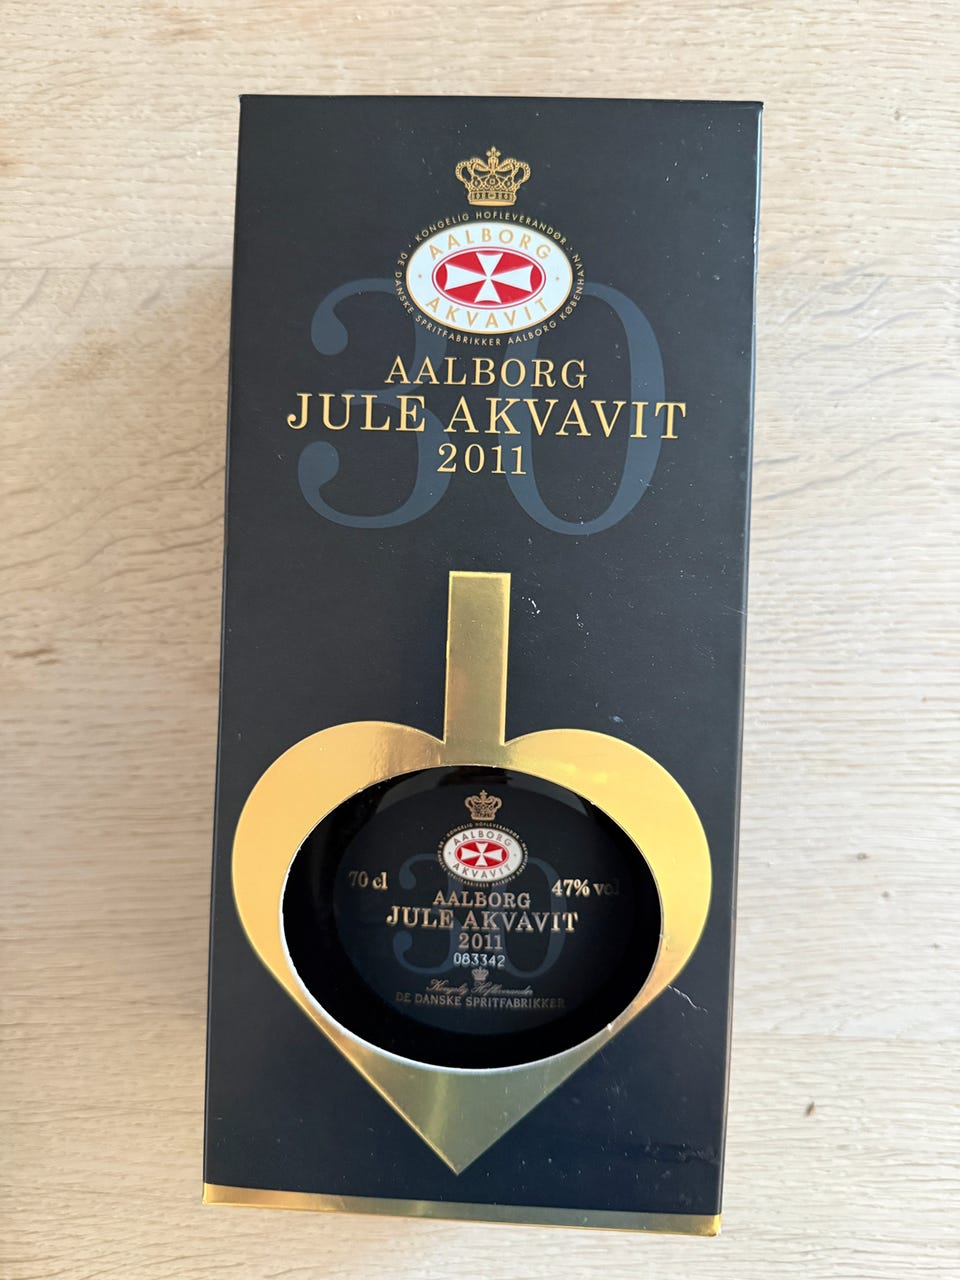 KONGELIG HOFLEVERANDØR · DE DANSKE SPRITFABRIKKER AALBORG KØBENHAVN ·
AALBORG
AKVAVIT
30
AALBORG
JULE AKVAVIT
2011
KONGELIG HOFLEVERANDØR
AALBORG
AKVAVIT
30
70 cl
47% vol
AALBORG
JULE AKVAVIT
2011
083342
Kongelig Hofleverandør
DE DANSKE SPRITFABRIKKER